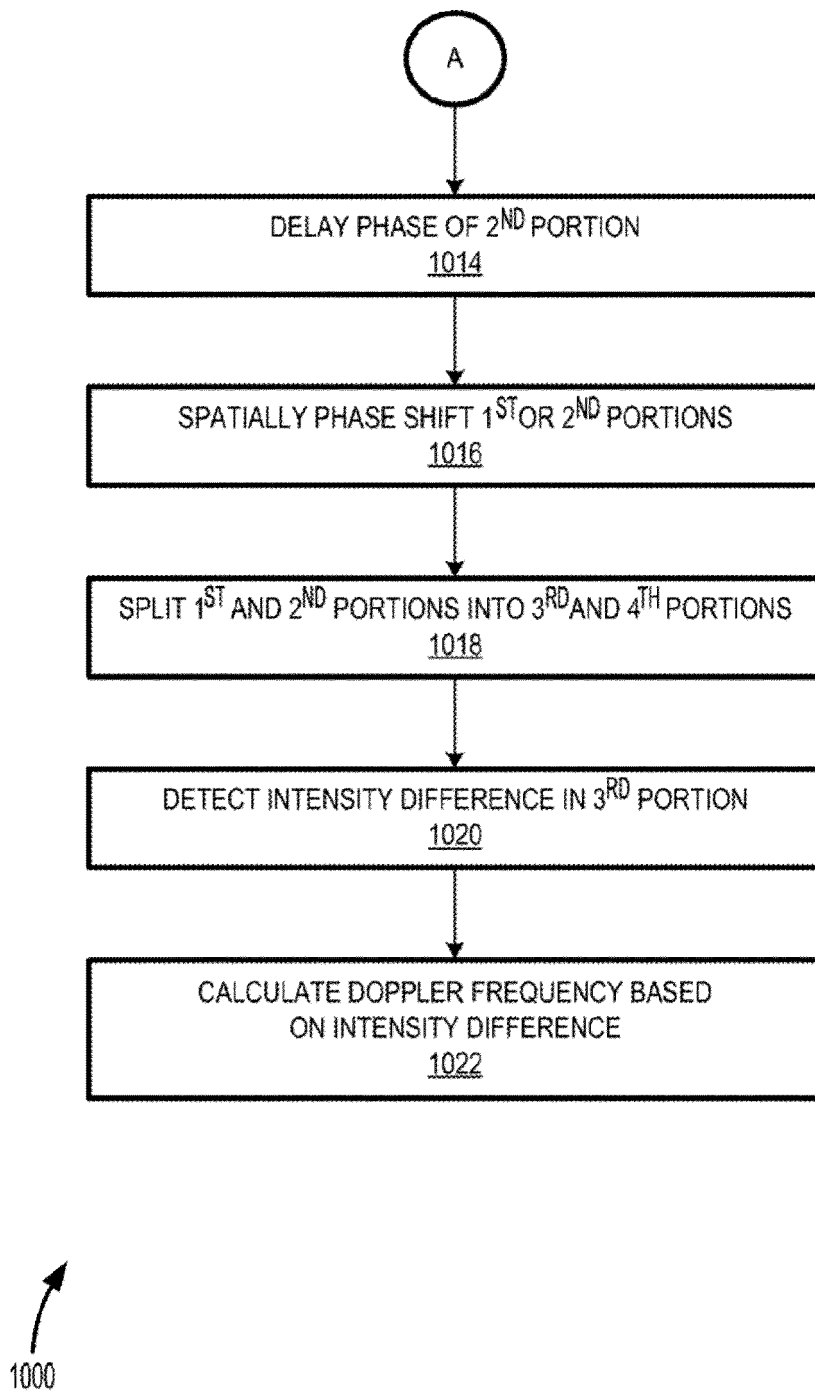 A
DELAY PHASE OF 2ND PORTION
1014
SPATIALLY PHASE SHIFT 1ST OR 2ND PORTIONS
1016
SPLIT 1ST AND 2ND PORTIONS INTO 3RD AND 4TH PORTIONS
1018
DETECT INTENSITY DIFFERENCE IN 3RD PORTION
1020
CALCULATE DOPPLER FREQUENCY BASED
ON INTENSITY DIFFERENCE
1022
1000